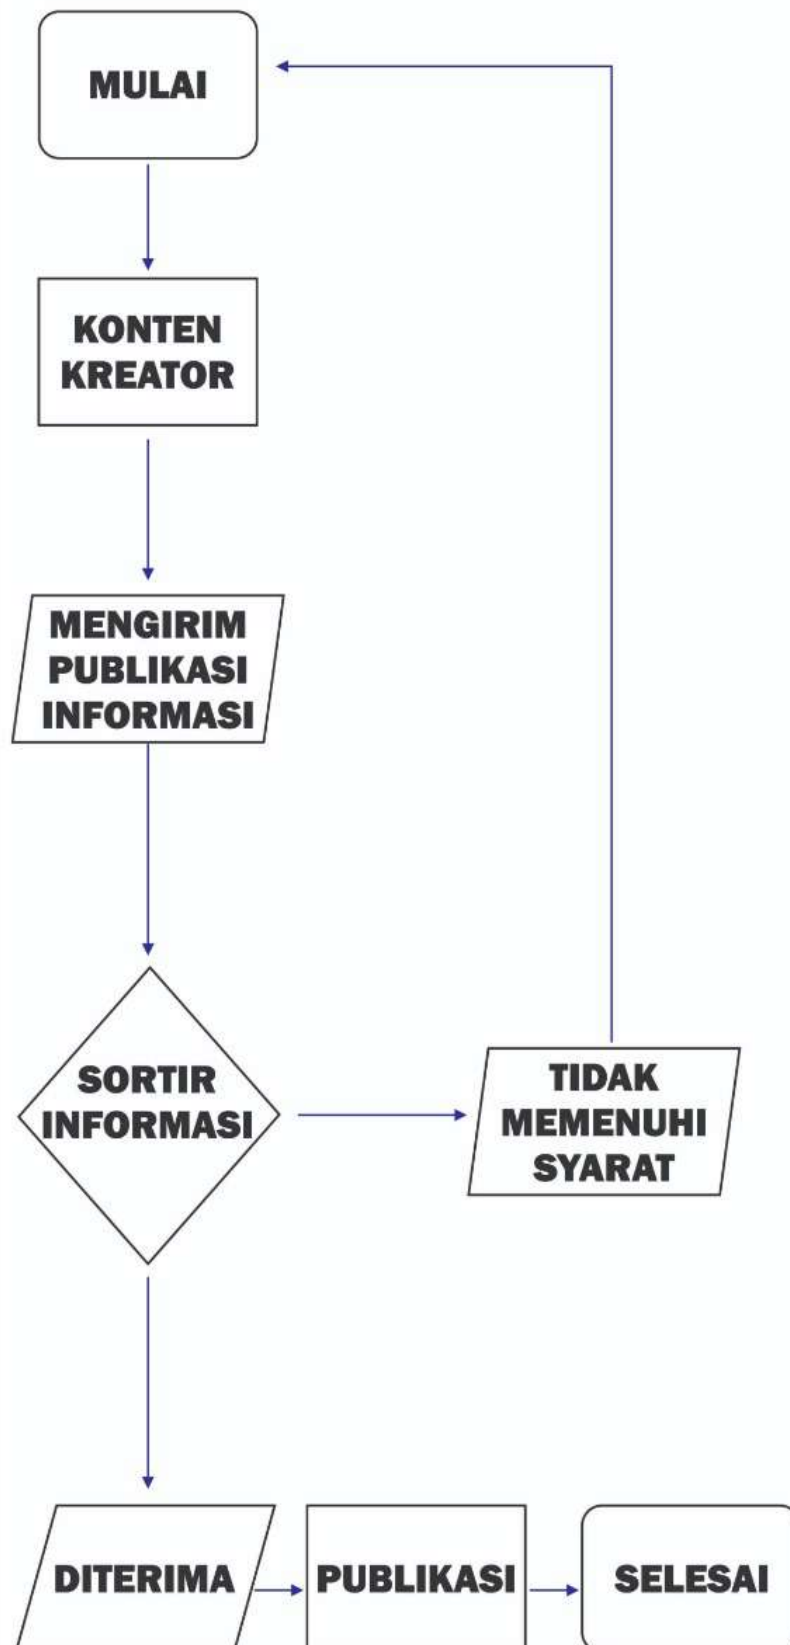 MULAI
KONTEN
KREATOR
MENGIRIM
PUBLIKASI
INFORMASI
SORTIR
INFORMASI
TIDAK
MEMENUHI
SYARAT
DITERIMA
PUBLIKASI
SELESAI